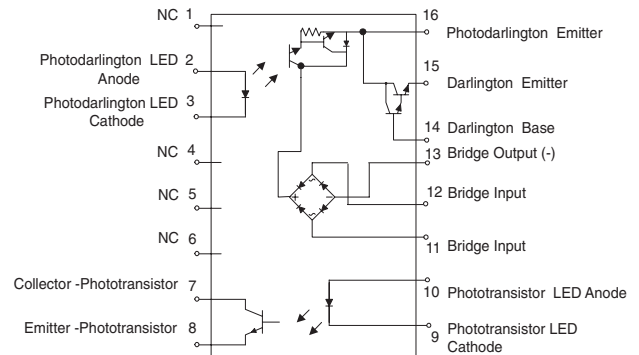 NC 1
Photodarlington LED 2
Anode
Photodarlington LED 3
Cathode
NC 4
NC 5
NC 6
Collector -Phototransistor 7
Emitter -Phototransistor 8
16
Photodarlington Emitter
15
Darlington Emitter
14 Darlington Base
13 Bridge Output (-)
12 Bridge Input
11 Bridge Input
10 Phototransistor LED Anode
9 Phototransistor LED
Cathode
+ ~ ~ −